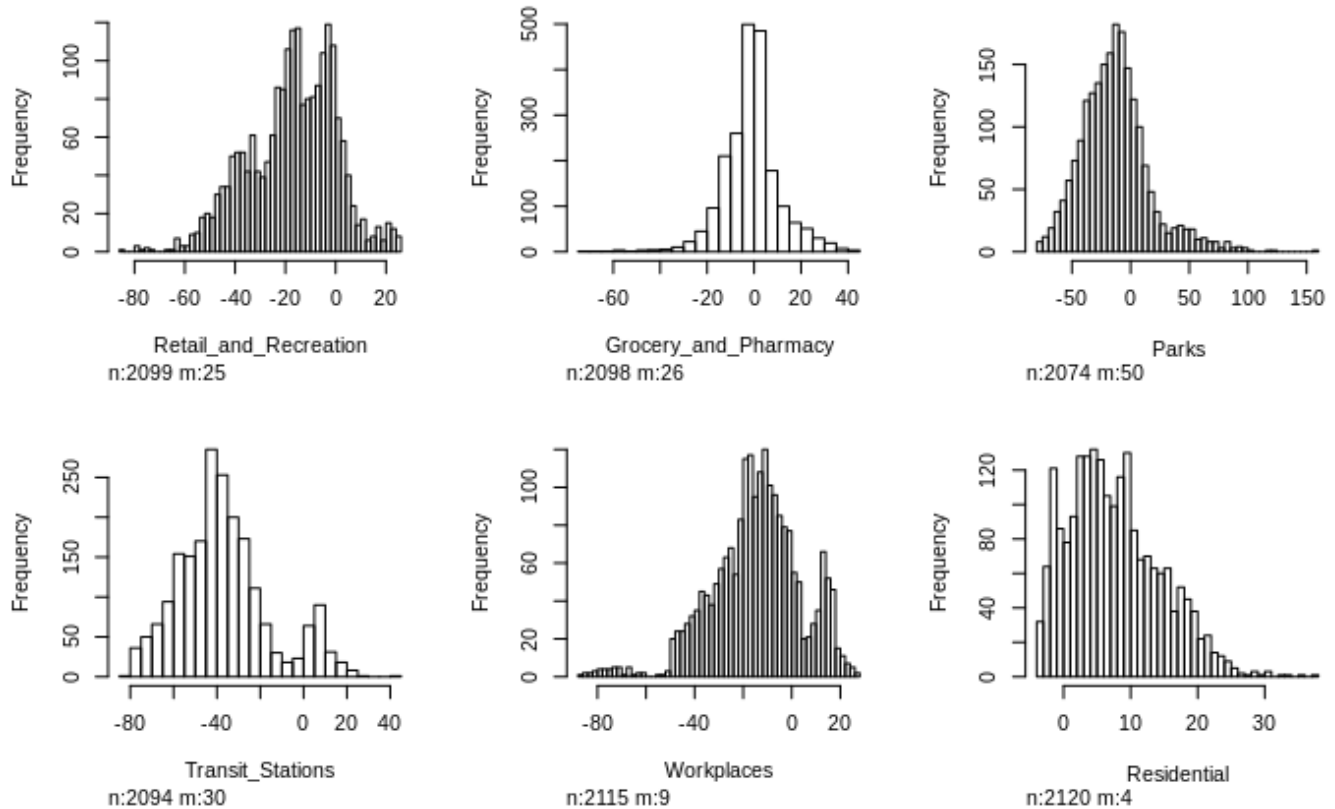 Frequency
0 20 60 100
-80 -60 -40 -20 0 20
Retail_and_Recreation
n:2099 m:25
Frequency
0 100 300 500
-60 -20 0 20 40
Grocery_and_Pharmacy
n:2098 m:26
Frequency
0 50 100 150
-50 0 50 100 150
Parks
n:2074 m:50
Frequency
0 50 150 250
-80 -40 0 20 40
Transit_Stations
n:2094 m:30
Frequency
0 20 60 100
-80 -40 0 20
Workplaces
n:2115 m:9
Frequency
0 40 80 120
0 10 20 30
Residential
n:2120 m:4